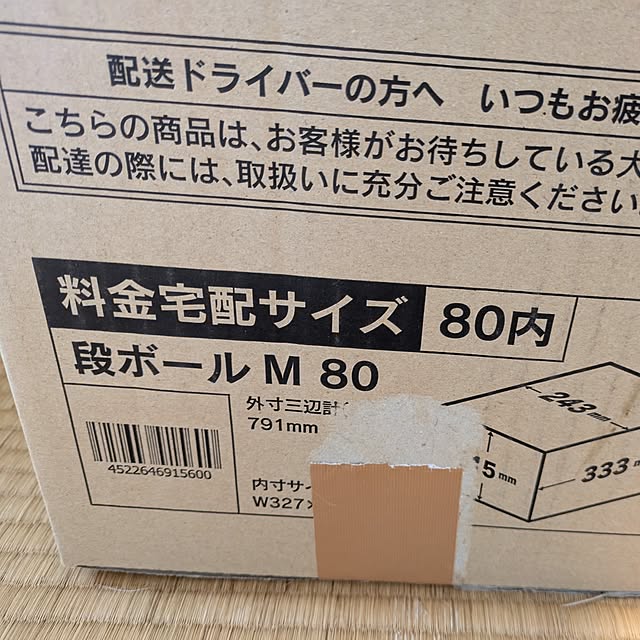 配送ドライバーの方へ いつもお疲
こちらの商品は、お客様がお待ちしている大
配達の際には、取扱いに充分ご注意ください
料金宅配サイズ 80内
段ボール M 80
外寸三辺計
791mm
4522646915600
内寸サ
W327×
243mm
5mm
333